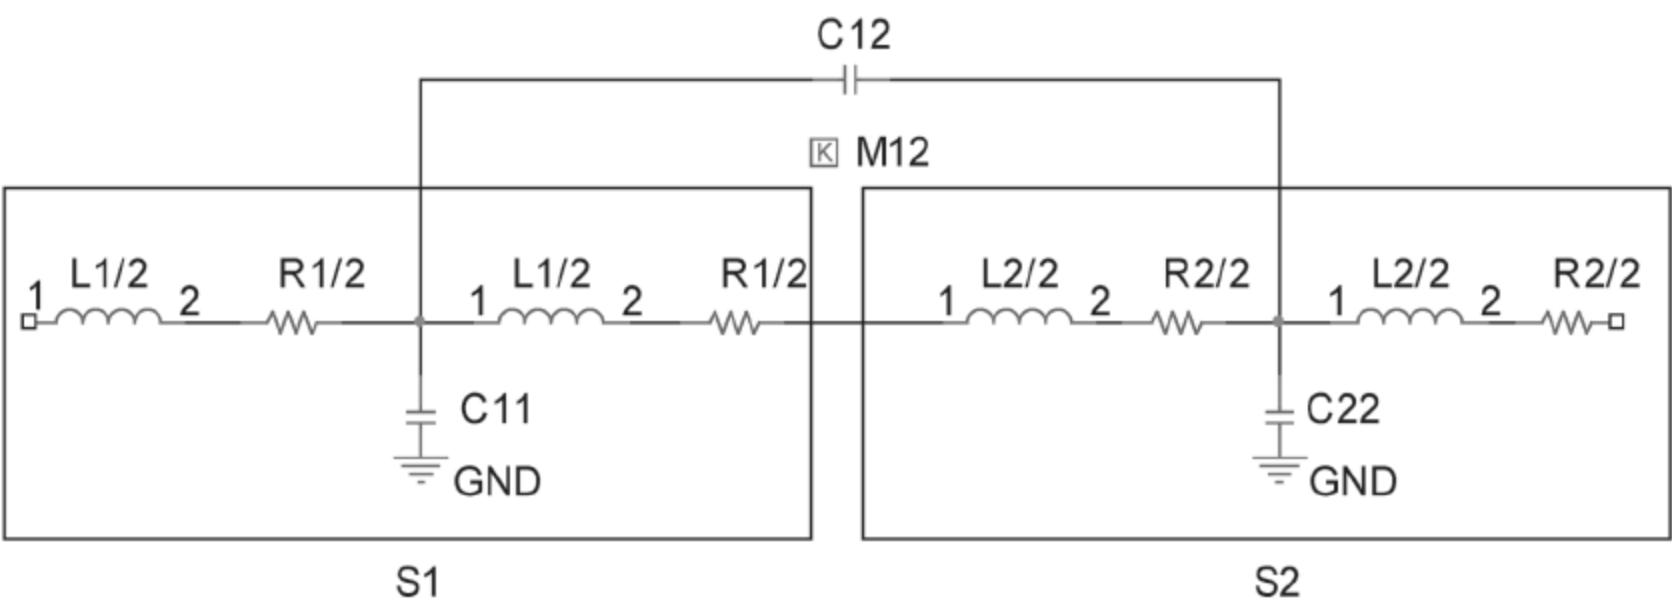 C12
K M12
L1/2 R1/2 L1/2 R1/2 L2/2 R2/2 L2/2 R2/2
1 2 1 2 1 2 1 2
C11 C22
GND GND
S1 S2